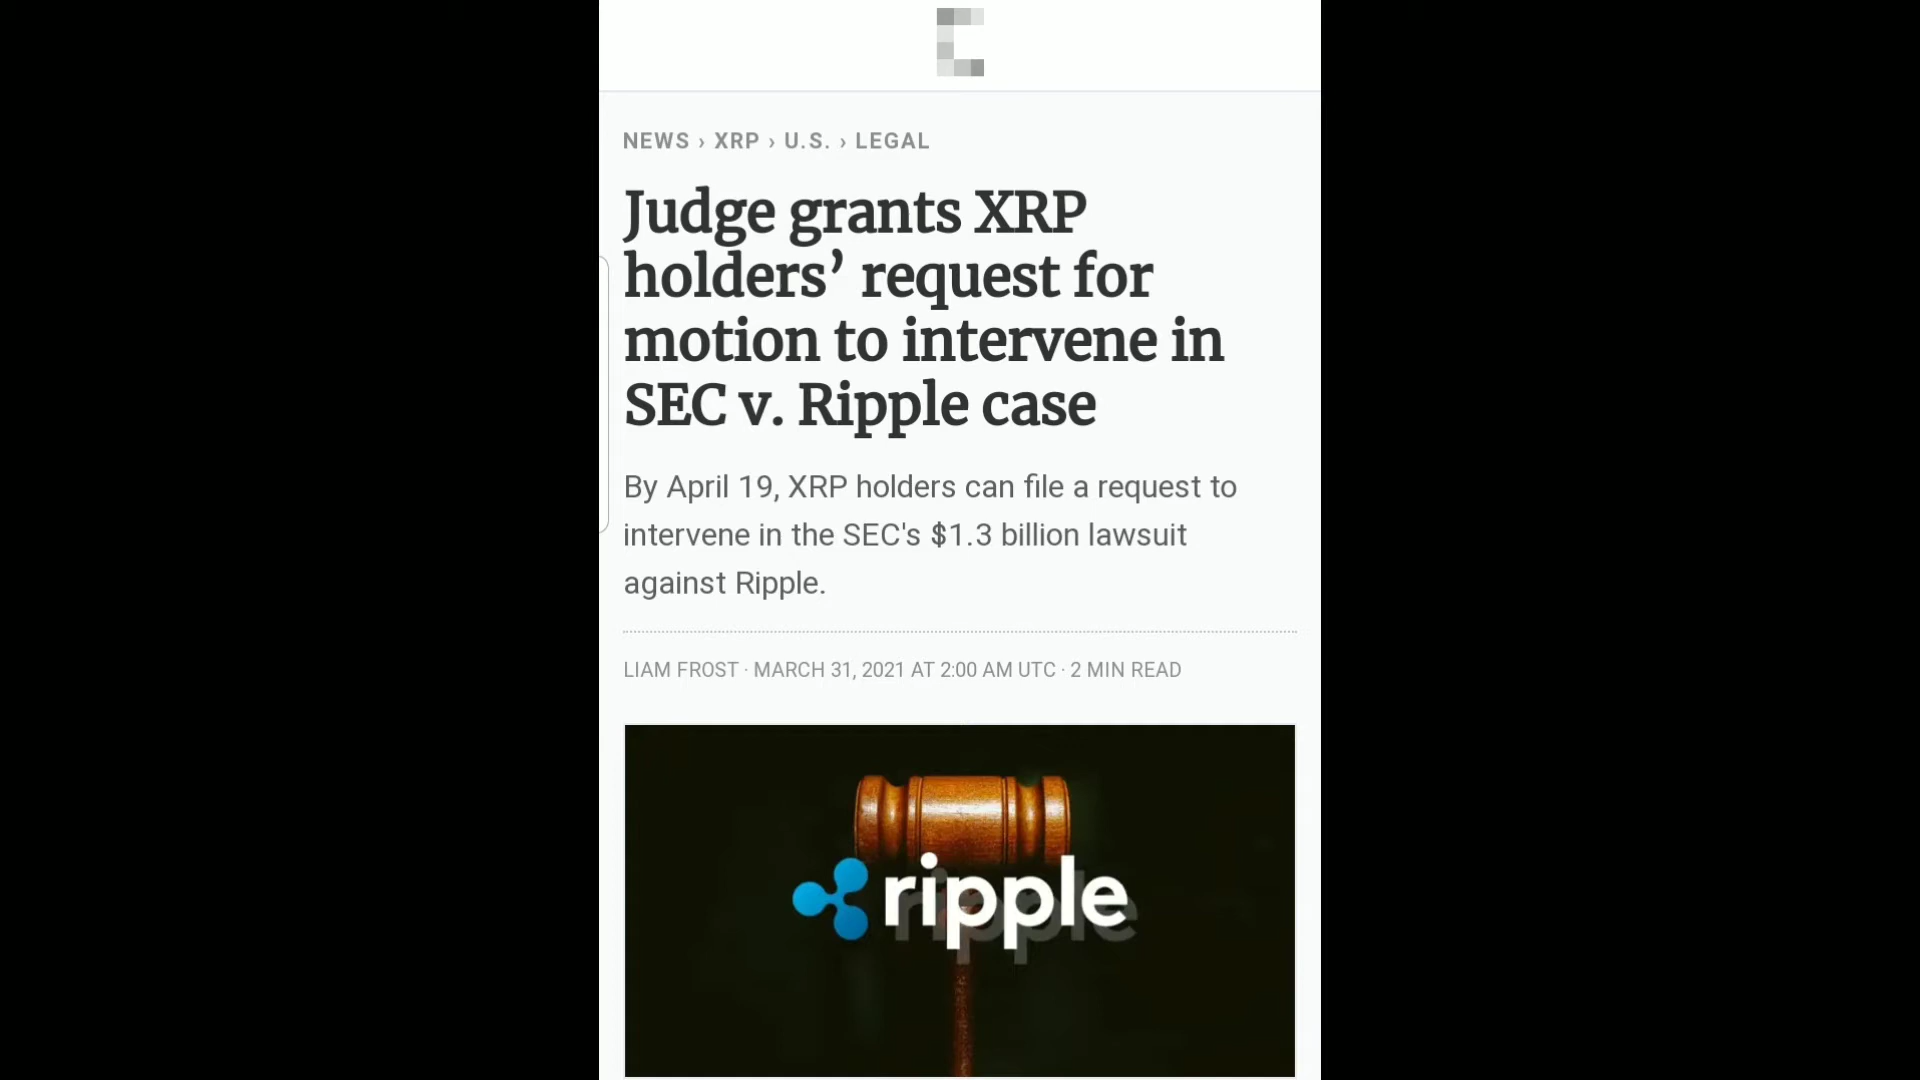 NEWS › XRP › U.S. › LEGAL
Judge grants XRP
holders’ request for
motion to intervene in
SEC v. Ripple case
By April 19, XRP holders can file a request to
intervene in the SEC's $1.3 billion lawsuit
against Ripple.
LIAM FROST · MARCH 31, 2021 AT 2:00 AM UTC · 2 MIN READ
ripple